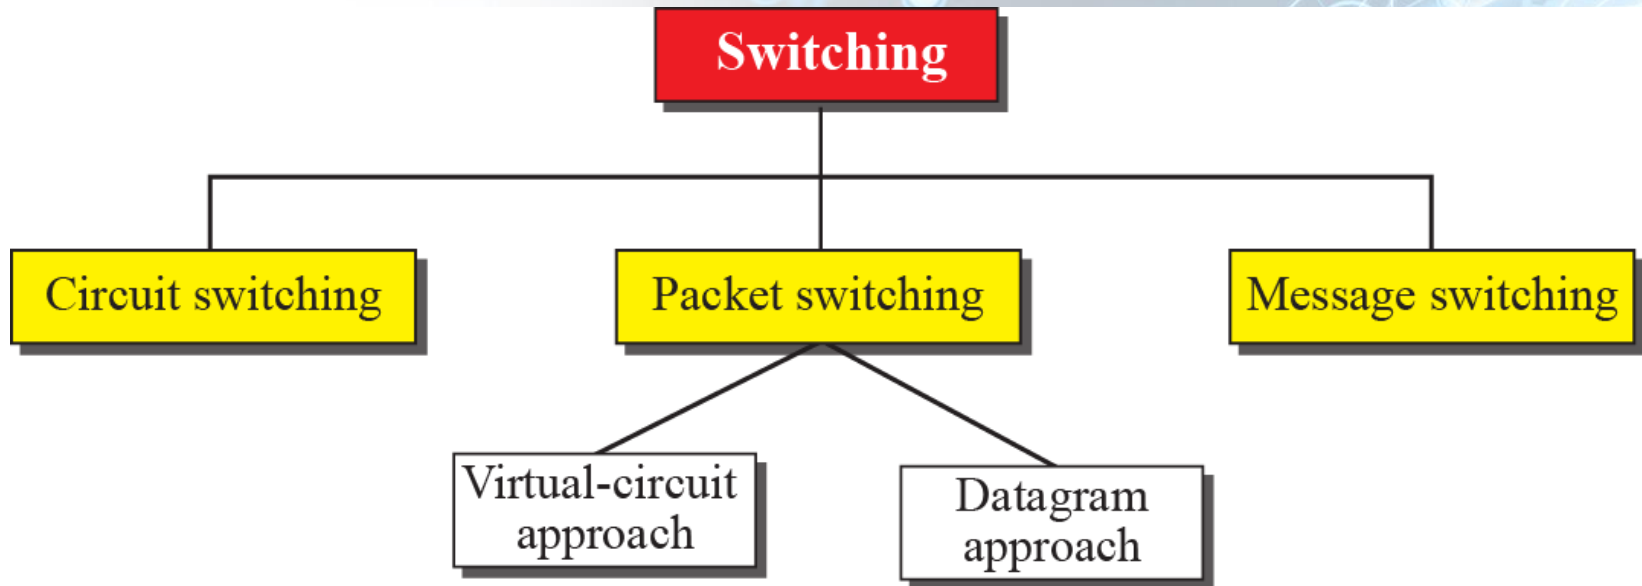 Switching
Circuit switching
Packet switching
Message switching
Virtual-circuit
approach
Datagram
approach